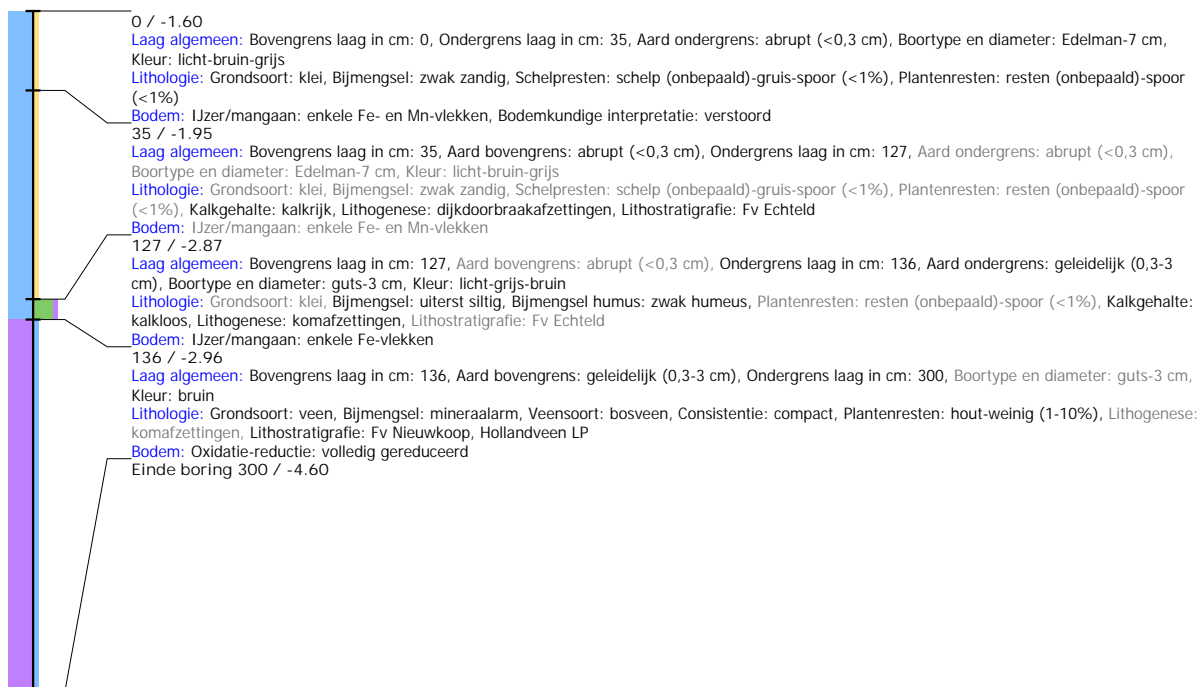 0 / -1.60
Laag algemeen: Bovengrens laag in cm: 0, Ondergrens laag in cm: 35, Aard ondergrens: abrupt (<0,3 cm), Boortype en diameter: Edelman-7 cm,
Kleur: licht-bruin-grijs
Lithologie: Grondsoort: klei, Bijmengsel: zwak zandig, Schelpresten: schelp (onbepaald)-gruis-spoor (<1%), Plantenresten: resten (onbepaald)-spoor
(<1%)
Bodem: IJzer/mangaan: enkele Fe- en Mn-vlekken, Bodemkundige interpretatie: verstoord
35 / -1.95
Laag algemeen: Bovengrens laag in cm: 35, Aard bovengrens: abrupt (<0,3 cm), Ondergrens laag in cm: 127, Aard ondergrens: abrupt (<0,3 cm),
Boortype en diameter: Edelman-7 cm, Kleur: licht-bruin-grijs
Lithologie: Grondsoort: klei, Bijmengsel: zwak zandig, Schelpresten: schelp (onbepaald)-gruis-spoor (<1%), Plantenresten: resten (onbepaald)-spoor
(<1%), Kalkgehalte: kalkrijk, Lithogenese: dijkdoorbraakafzettingen, Lithostratigrafie: Fv Echteld
Bodem: IJzer/mangaan: enkele Fe- en Mn-vlekken
127 / -2.87
Laag algemeen: Bovengrens laag in cm: 127, Aard bovengrens: abrupt (<0,3 cm), Ondergrens laag in cm: 136, Aard ondergrens: geleidelijk (0,3-3
cm), Boortype en diameter: guts-3 cm, Kleur: licht-grijs-bruin
Lithologie: Grondsoort: klei, Bijmengsel: uiterst siltig, Bijmengsel humus: zwak humeus, Plantenresten: resten (onbepaald)-spoor (<1%), Kalkgehalte:
kalkloos, Lithogenese: komafzettingen, Lithostratigrafie: Fv Echteld
Bodem: IJzer/mangaan: enkele Fe-vlekken
136 / -2.96
Laag algemeen: Bovengrens laag in cm: 136, Aard bovengrens: geleidelijk (0,3-3 cm), Ondergrens laag in cm: 300, Boortype en diameter: guts-3 cm,
Kleur: bruin
Lithologie: Grondsoort: veen, Bijmengsel: mineraalarm, Veensoort: bosveen, Consistentie: compact, Plantenresten: hout-weinig (1-10%), Lithogenese:
komafzettingen, Lithostratigrafie: Fv Nieuwkoop, Hollandveen LP
Bodem: Oxidatie-reductie: volledig gereduceerd
Einde boring 300 / -4.60